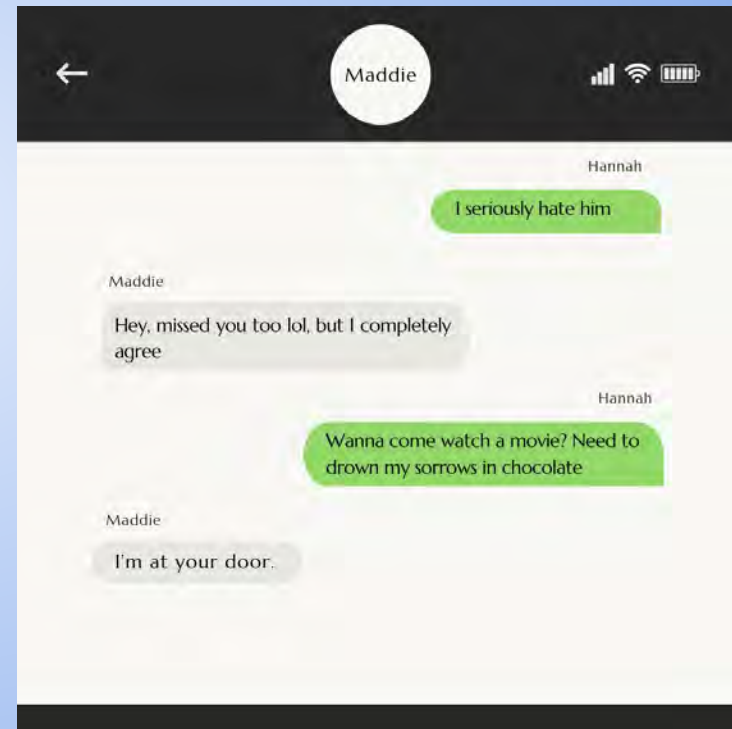 Maddie
Hannah
I seriously hate him
Maddie
Hey, missed you too lol, but I completely
agree
Hannah
Wanna come watch a movie? Need to
drown my sorrows in chocolate
Maddie
I'm at your door.